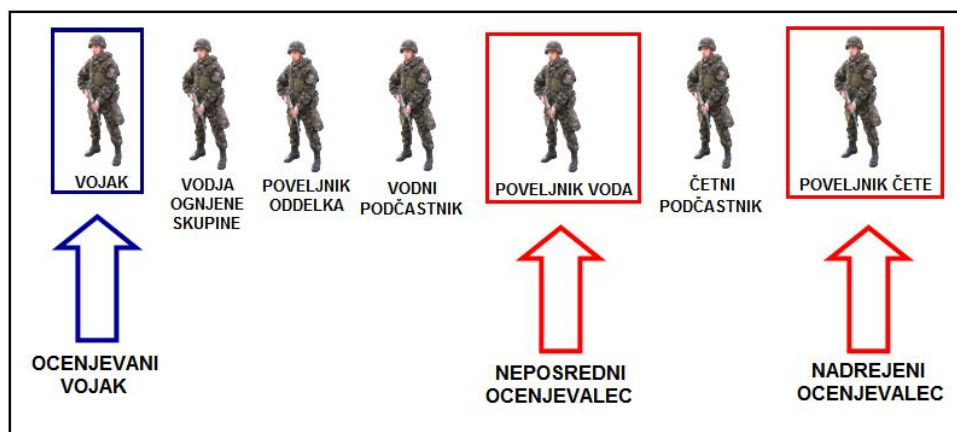 VOJAK
VODJA
OGNJENE
SKUPINE
POVELJNIK
ODDELKA
VODNI
PODČASTNIK
POVELJNIK VODA
ČETNI
PODČASTNIK
POVELJNIK ČETE
OCENJEVANI
VOJAK
NEPOSREDNI
OCENJEVALEC
NADREJENI
OCENJEVALEC